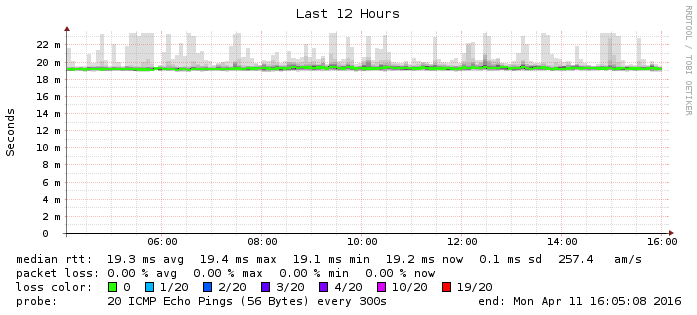 Last 12 Hours
RRDTOOL / TOBI OETIKER
Seconds
22 m
20 m
18 m
16 m
14 m
12 m
10 m
8 m
6 m
4 m
2 m
0
06:00 08:00 10:00 12:00 14:00 16:00
median rtt: 19.3 ms avg 19.4 ms max 19.1 ms min 19.2 ms now 0.1 ms sd 257.4 am/s
packet loss: 0.00 % avg 0.00 % max 0.00 % min 0.00 % now
loss color: 0 1/20 2/20 3/20 4/20 10/20 19/20
probe: 20 ICMP Echo Pings (56 Bytes) every 300s end: Mon Apr 11 16:05:08 2016